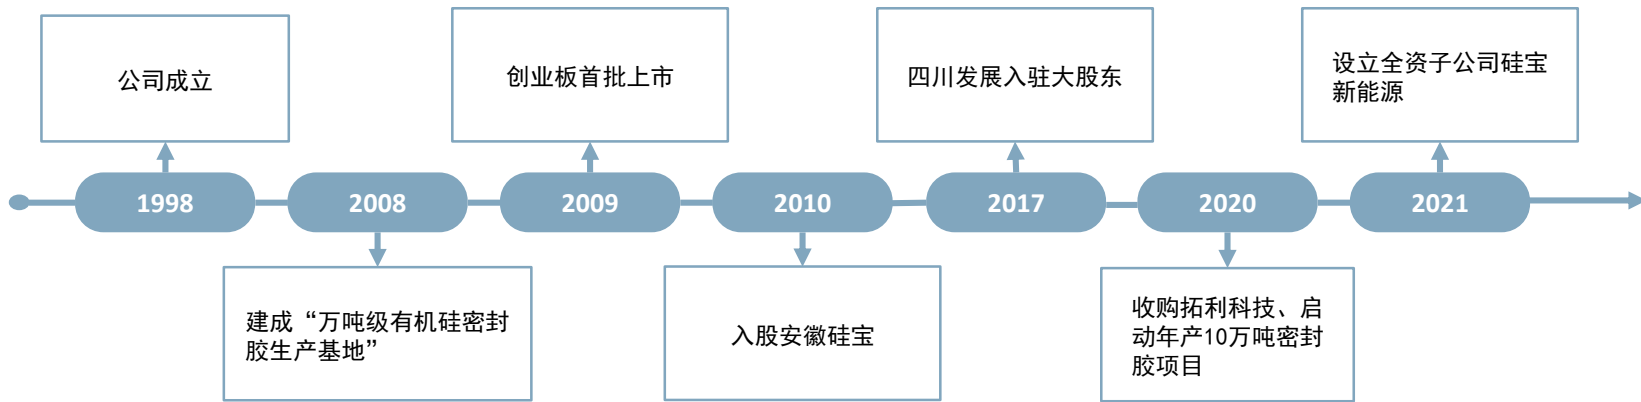 公司成立
创业板首批上市
四川发展入驻大股东
设立全资子公司硅宝
新能源
1998
2008
2009
2010
2017
2020
2021
建成“万吨级有机硅密封
胶生产基地”
入股安徽硅宝
收购拓利科技、启
动年产10万吨密封
胶项目